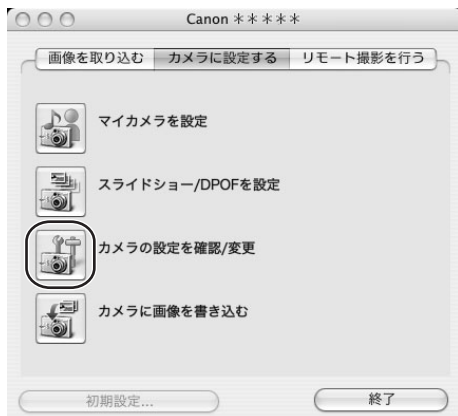 Canon ＊＊＊＊＊
画像を取り込む カメラに設定する リモート撮影を行う
マイカメラを設定
スライドショー/DPOFを設定
カメラの設定を確認/変更
カメラに画像を書き込む
初期設定... 終了